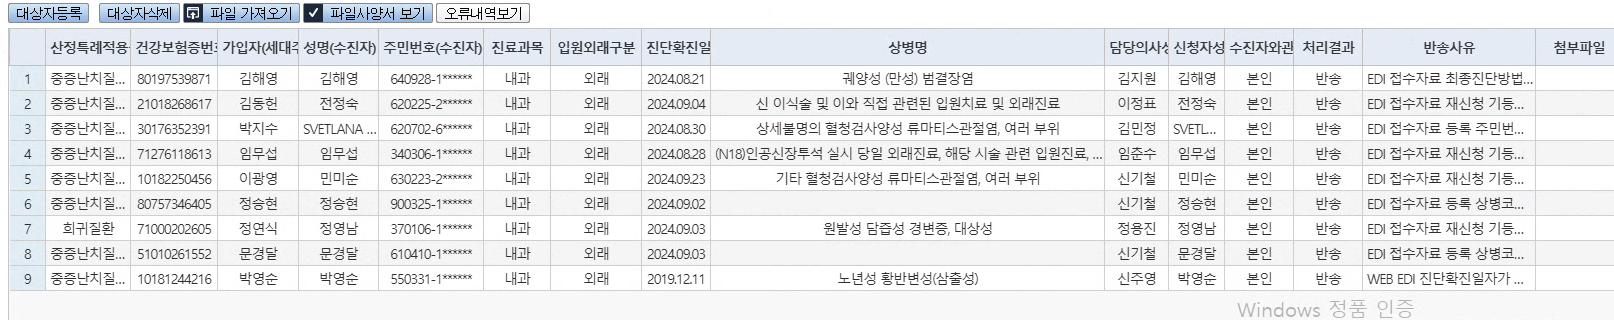 대상자등록 대상자삭제 파일 가져오기 파일사양서 보기 오류내역보기
산정특례적용 건강보험증번호 가입자(세대주 성명(수진자) 주민번호(수진자) 진료과목 입원외래구분 진단확진일 상병명 담당의사성 신청자성 수진자와관 처리결과 반송사유 첨부파일
1 중증난치질... 80197539871 김해영 김해영 640928-1****** 내과 외래 2024.08.21 궤양성 (만성) 범결장염 김지원 김해영 본인 반송 EDI 접수자료 최종진단방법...
2 중증난치질... 21018268617 김동헌 전정숙 620225-2****** 내과 외래 2024.09.04 신 이식술 및 이와 직접 관련된 입원치료 및 외래진료 이정표 전정숙 본인 반송 EDI 접수자료 재신청 기등...
3 중증난치질... 30176352391 박지수 SVETLANA ... 620702-6****** 내과 외래 2024.08.30 상세불명의 혈청검사양성 류마티스관절염, 여러 부위 김민정 SVETL... 본인 반송 EDI 접수자료 등록 주민번...
4 중증난치질... 71276118613 임무섭 임무섭 340306-1****** 내과 외래 2024.08.28 (N18)인공신장투석 실시 당일 외래진료, 해당 시술 관련 입원진료, ... 임준수 임무섭 본인 반송 EDI 접수자료 재신청 기등...
5 중증난치질... 10182250456 이광영 민미순 630223-2****** 내과 외래 2024.09.23 기타 혈청검사양성 류마티스관절염, 여러 부위 신기철 민미순 본인 반송 EDI 접수자료 재신청 기등...
6 중증난치질... 80757346405 정승현 정승현 900325-1****** 내과 외래 2024.09.02 신기철 정승현 본인 반송 EDI 접수자료 등록 상병코...
7 희귀질환 71000202605 정연식 정영남 370106-1****** 내과 외래 2024.09.03 원발성 담즙성 경변증, 대상성 정용진 정영남 본인 반송 EDI 접수자료 재신청 기등...
8 중증난치질... 51010261552 문경달 문경달 610410-1****** 내과 외래 2024.09.03 신기철 문경달 본인 반송 EDI 접수자료 등록 상병코...
9 중증난치질... 10181244216 박영순 박영순 550331-1****** 내과 외래 2019.12.11 노년성 황반변성(삼출성) 신주영 박영순 본인 반송 WEB EDI 진단확진일자가 ...
Windows 정품 인증